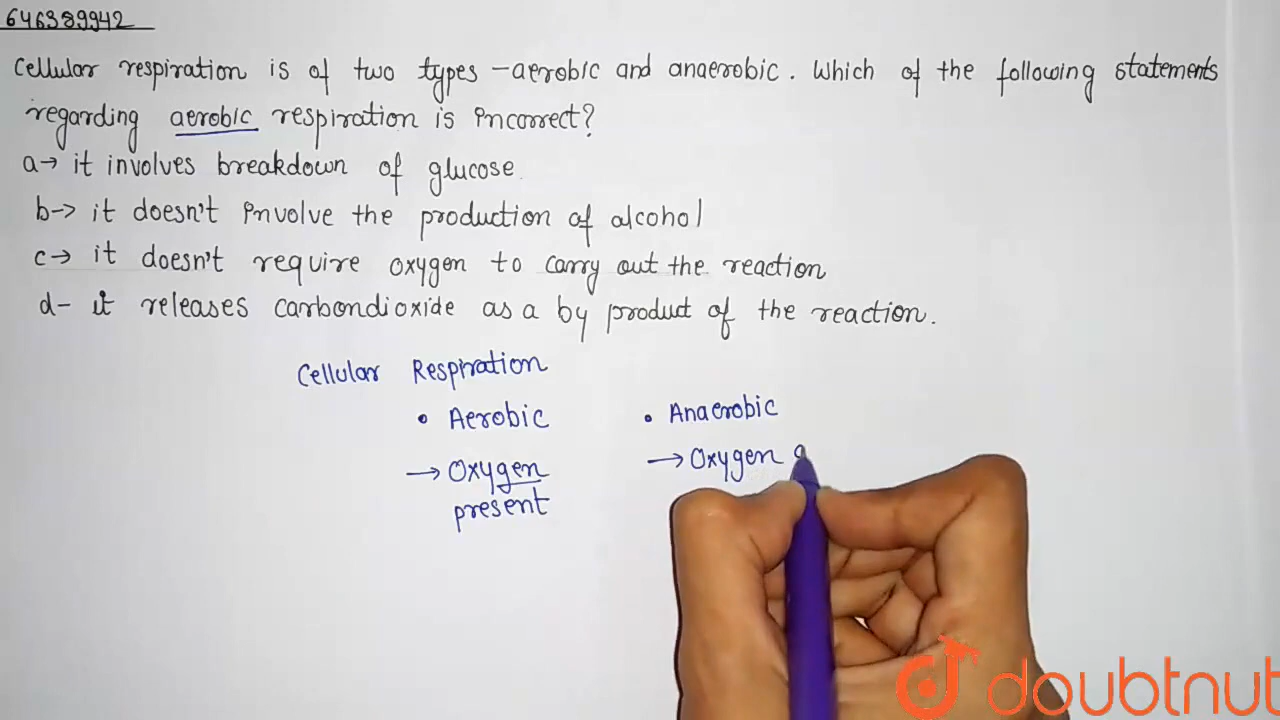 646389942
Cellular respiration is of two types - aerobic and anaerobic. Which of the following statements
regarding aerobic respiration is incorrect?
a→ it involves breakdown of glucose
b-> it doesn't involve the production of alcohol
c→ it doesn't require oxygen to carry out the reaction
d- it releases carbondioxide as a by product of the reaction.
Cellular Respiration
• Aerobic
• Anaerobic
→ Oxygen
present
→ Oxygen a
doubtnut